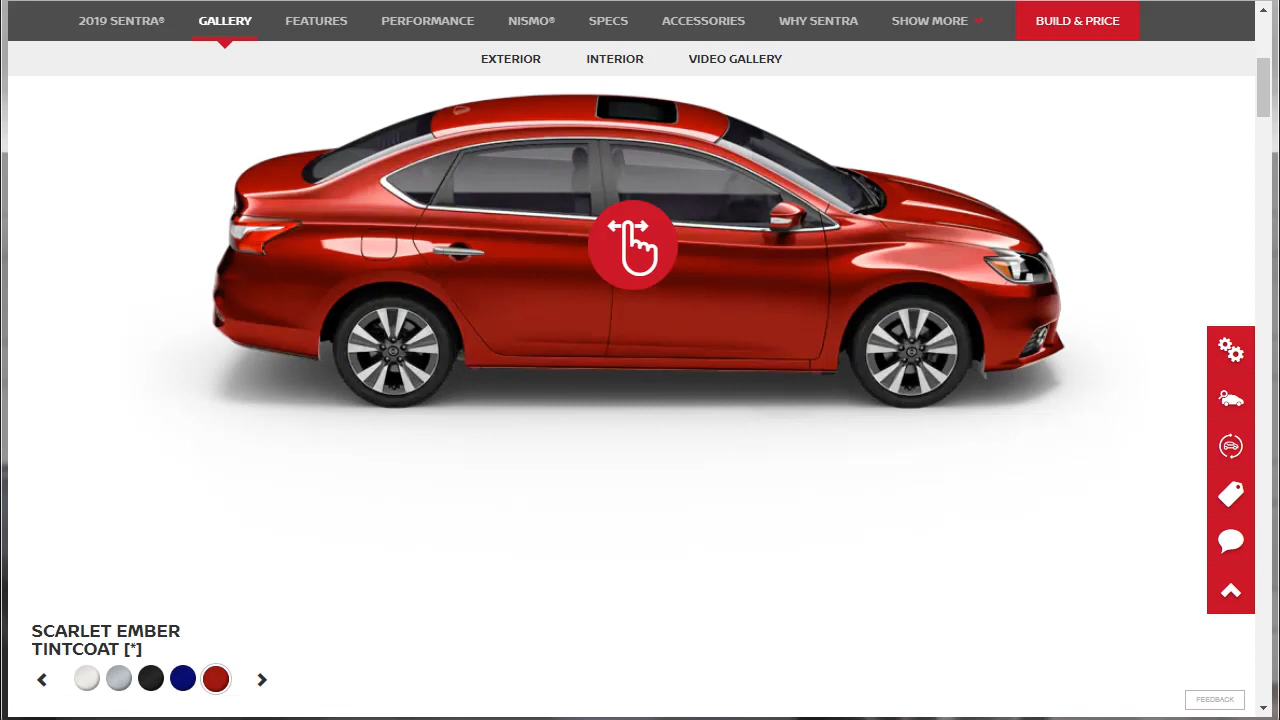 2019 SENTRA® GALLERY FEATURES PERFORMANCE NISMO® SPECS ACCESSORIES WHY SENTRA SHOW MORE BUILD & PRICE
EXTERIOR INTERIOR VIDEO GALLERY
SCARLET EMBER
TINTCOAT [*]
FEEDBACK